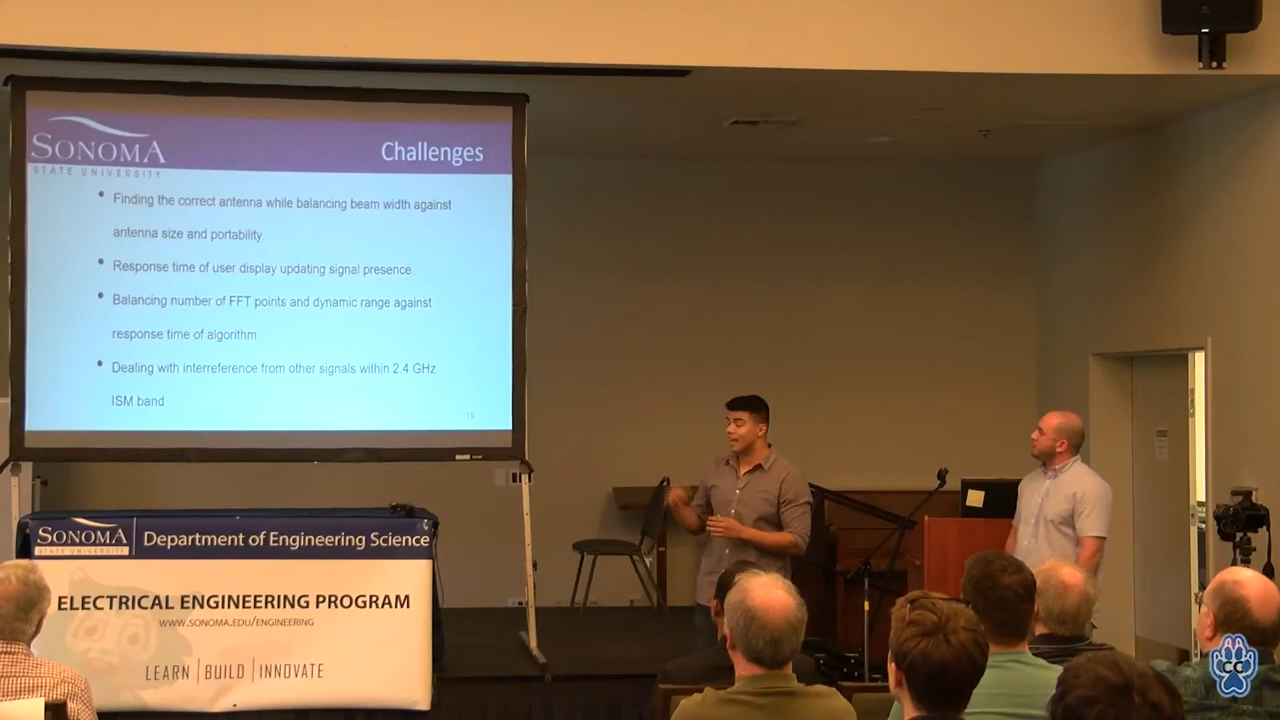 SONOMA
STATE UNIVERSITY
Challenges
Finding the correct antenna while balancing beam width against
antenna size and portability.
Response time of user display updating signal presence.
Balancing number of FFT points and dynamic range against
response time of algorithm.
Dealing with interreference from other signals within 2.4 GHz
ISM band
19
SONOMA
STATE UNIVERSITY
Department of Engineering Science
ELECTRICAL ENGINEERING PROGRAM
WWW.SONOMA.EDU/ENGINEERING
LEARN | BUILD | INNOVATE
CC